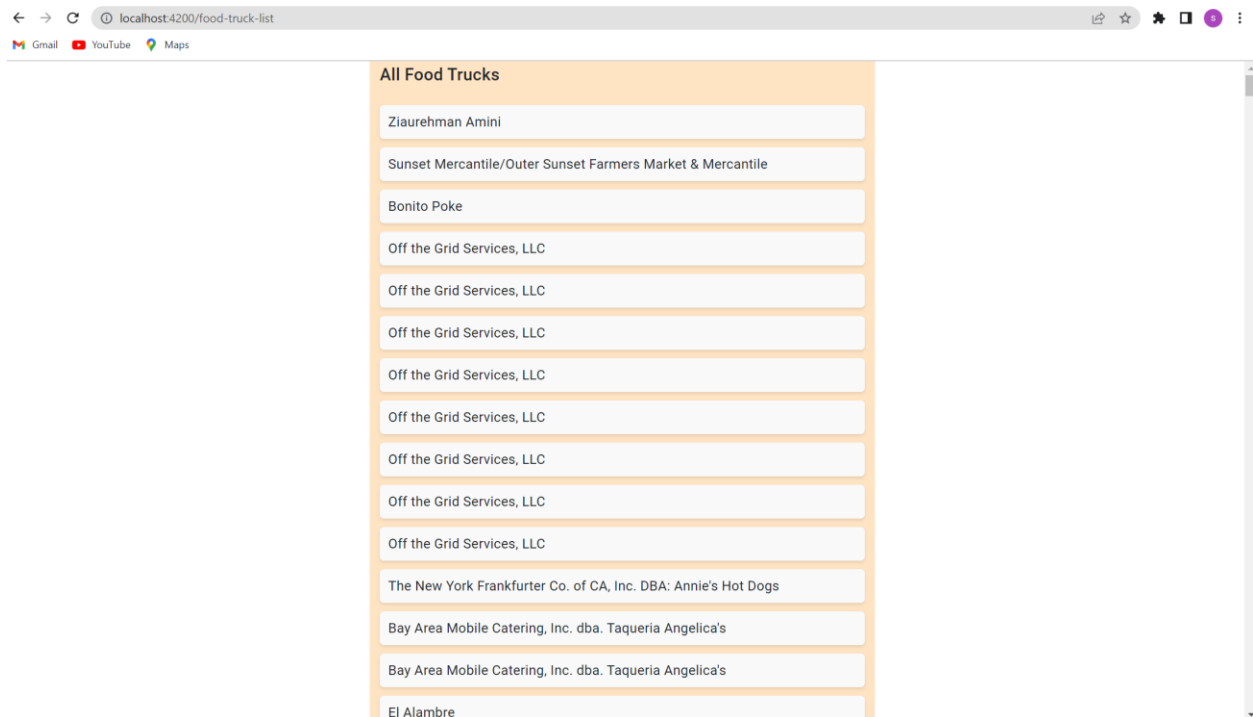 localhost:4200/food-truck-list
s
Gmail YouTube Maps
All Food Trucks
Ziaurehman Amini
Sunset Mercantile/Outer Sunset Farmers Market & Mercantile
Bonito Poke
Off the Grid Services, LLC
Off the Grid Services, LLC
Off the Grid Services, LLC
Off the Grid Services, LLC
Off the Grid Services, LLC
Off the Grid Services, LLC
Off the Grid Services, LLC
Off the Grid Services, LLC
The New York Frankfurter Co. of CA, Inc. DBA: Annie's Hot Dogs
Bay Area Mobile Catering, Inc. dba. Taqueria Angelica's
Bay Area Mobile Catering, Inc. dba. Taqueria Angelica's
El Alambre